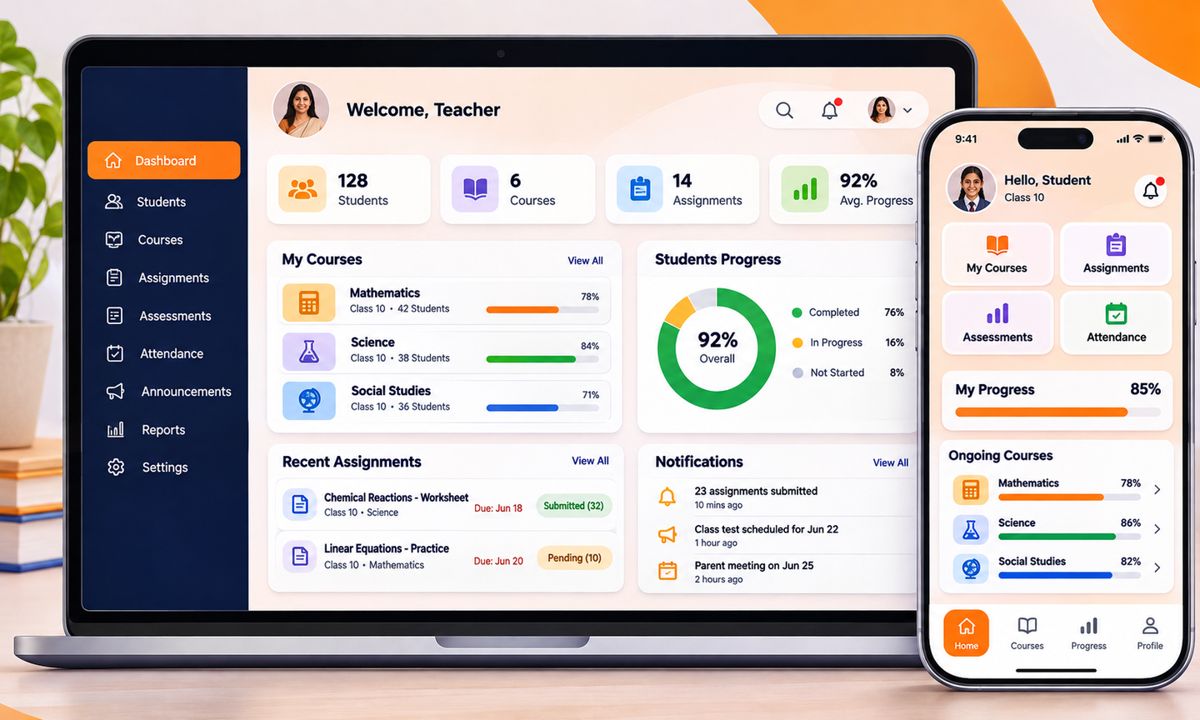 Welcome, Teacher
Dashboard
Students
Courses
Assignments
Assessments
Attendance
Announcements
Reports
Settings
128
Students
6
Courses
14
Assignments
92%
Avg. Progress
My Courses
View All
Mathematics
Class 10 • 42 Students
78%
Science
Class 10 • 38 Students
84%
Social Studies
Class 10 • 36 Students
71%
Students Progress
92%
Overall
Completed 76%
In Progress 16%
Not Started 8%
Recent Assignments
View All
Chemical Reactions - Worksheet
Class 10 • Science
Due: Jun 18
Submitted (32)
Linear Equations - Practice
Class 10 • Mathematics
Due: Jun 20
Pending (10)
Notifications
View All
23 assignments submitted
10 mins ago
Class test scheduled for Jun 22
1 hour ago
Parent meeting on Jun 25
2 hours ago
9:41
Hello, Student
Class 10
My Courses
Assignments
Assessments
Attendance
My Progress 85%
Ongoing Courses
Mathematics 78%
Science 86%
Social Studies 82%
Home
Courses
Progress
Profile